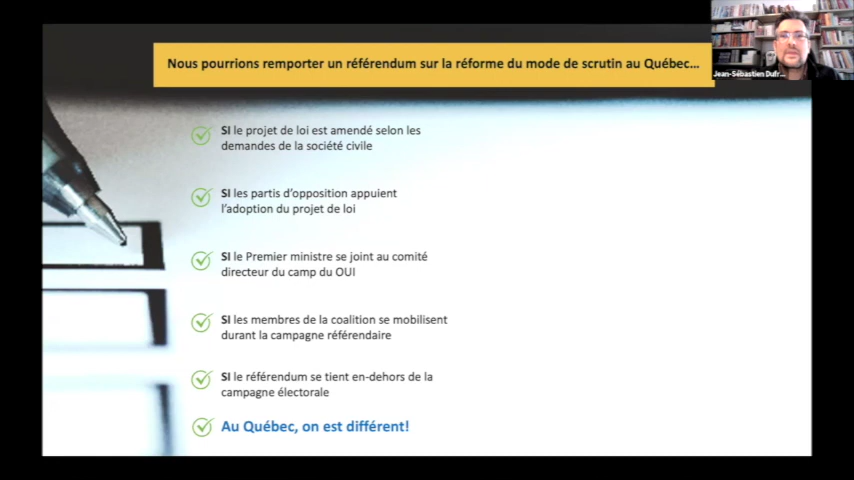 Nous pourrions remporter un référendum sur la réforme du mode de scrutin au Québec...
Jean-Sébastien Dufr...
SI le projet de loi est amendé selon les
demandes de la société civile
SI les partis d'opposition appuient
l'adoption du projet de loi
SI le Premier ministre se joint au comité
directeur du camp du OUI
SI les membres de la coalition se mobilisent
durant la campagne référendaire
SI le référendum se tient en-dehors de la
campagne électorale
Au Québec, on est différent!